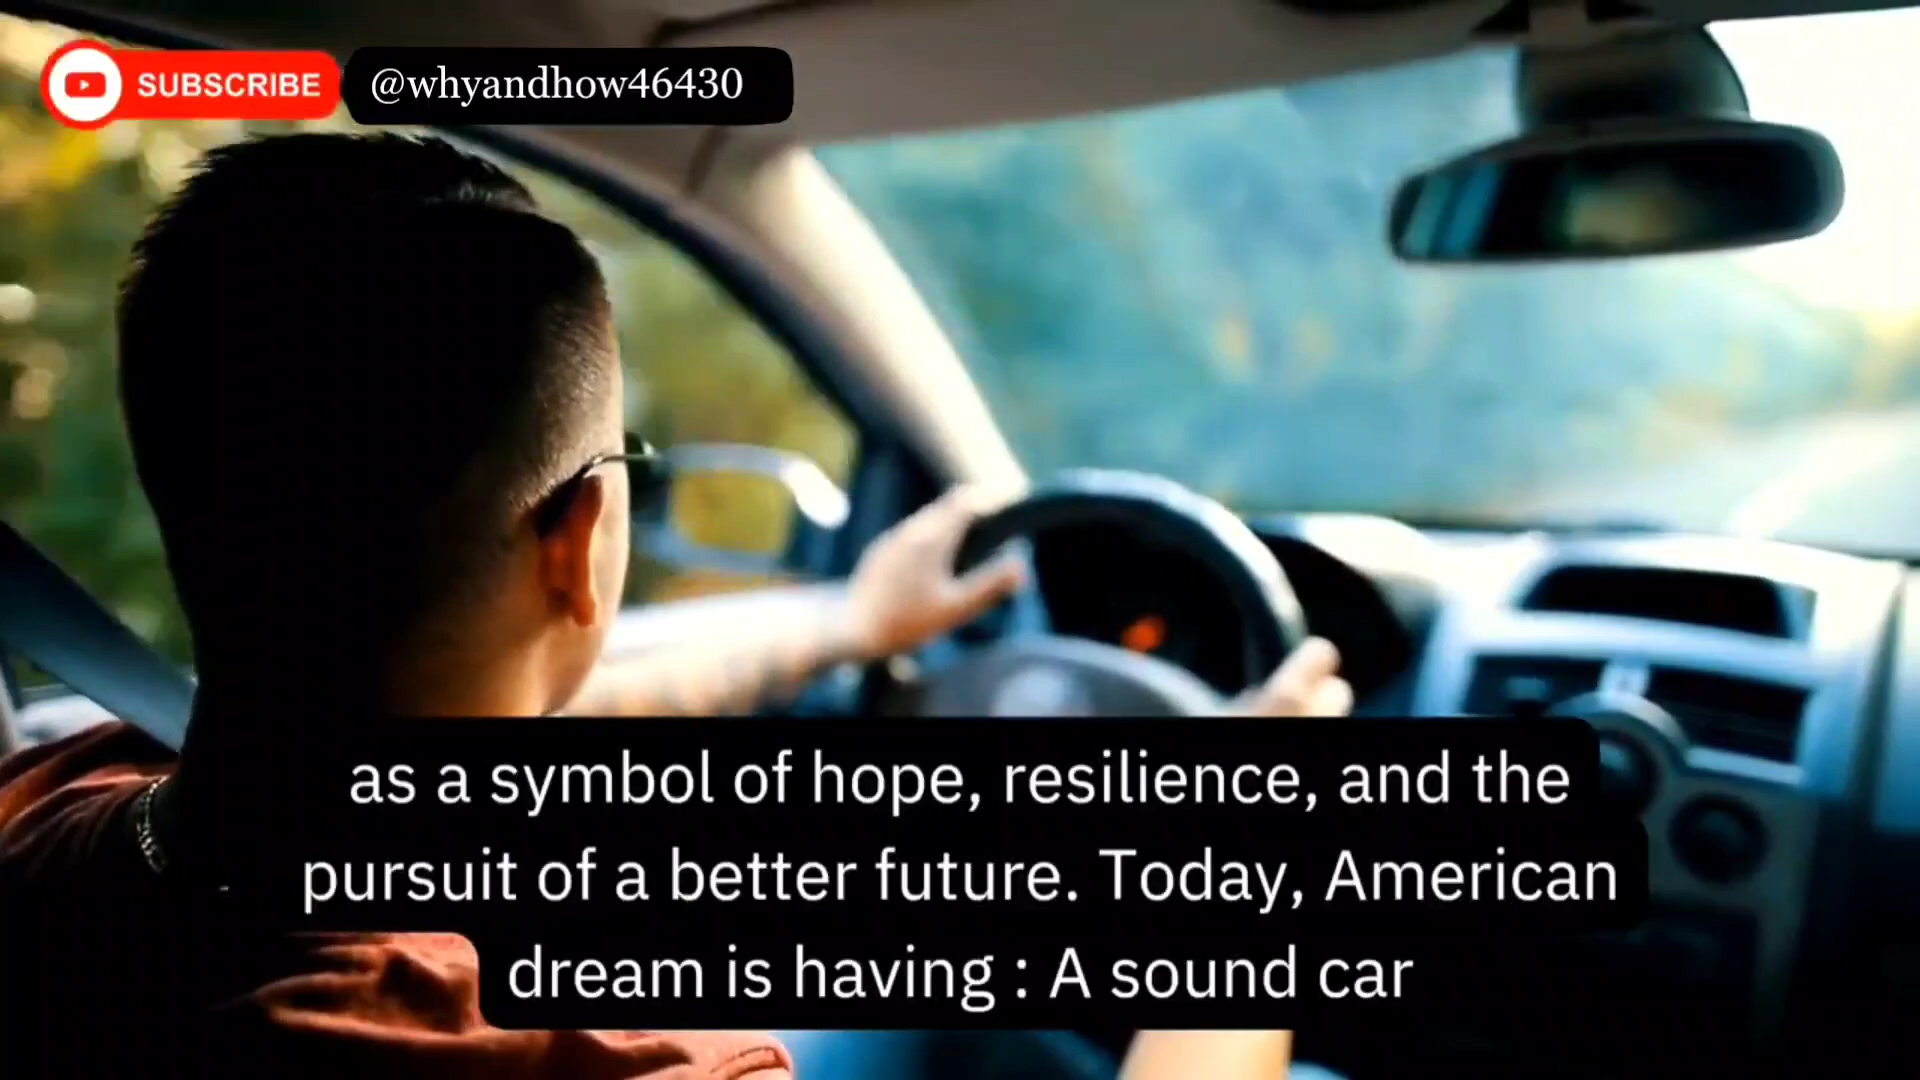 SUBSCRIBE @whyandhow46430
as a symbol of hope, resilience, and the
pursuit of a better future. Today, American
dream is having : A sound car